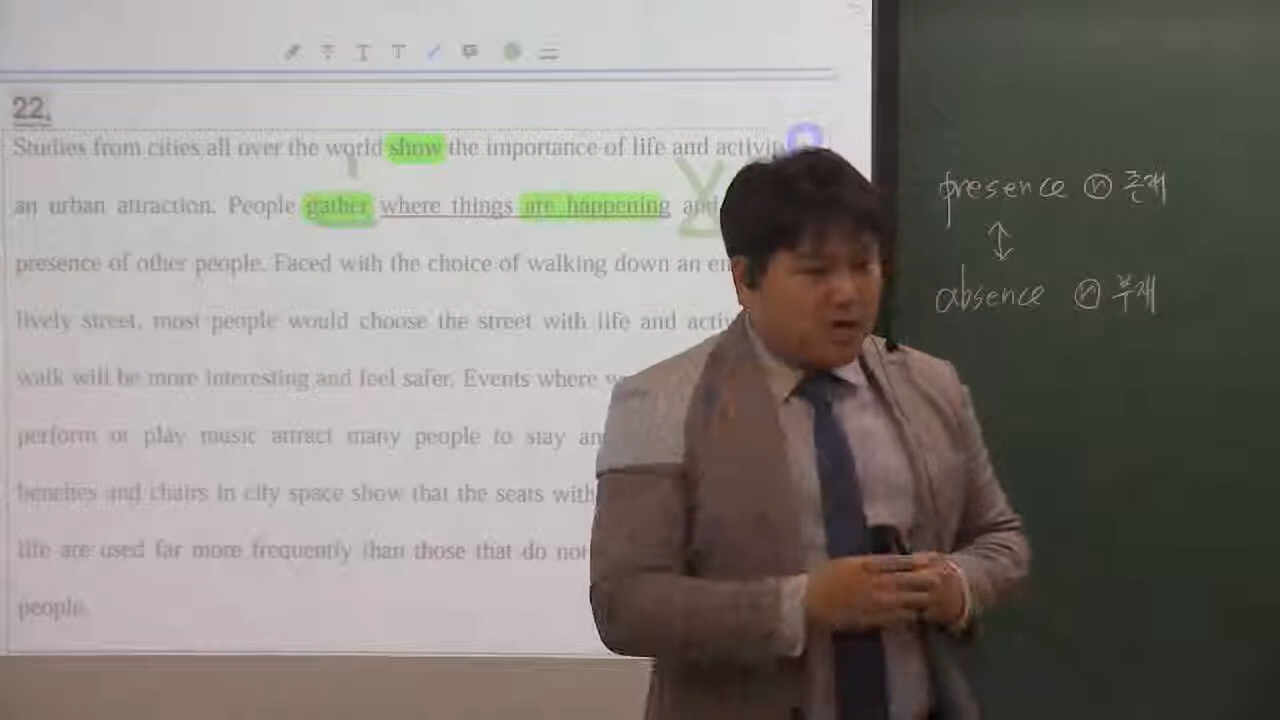 22.
Studies from cities all over the world show the importance of life and activity
an urban attraction. People gather where things are happening and
presence of other people. Faced with the choice of walking down an
lively street, most people would choose the street with life and
walk will be more interesting and feel safer. Events where
perform or play music attract many people to stay
benches and chairs in city space show that the seats with
life are used far more frequently than those that do not
people.
presence ⓝ 존재
↕
absence ⓝ 부재